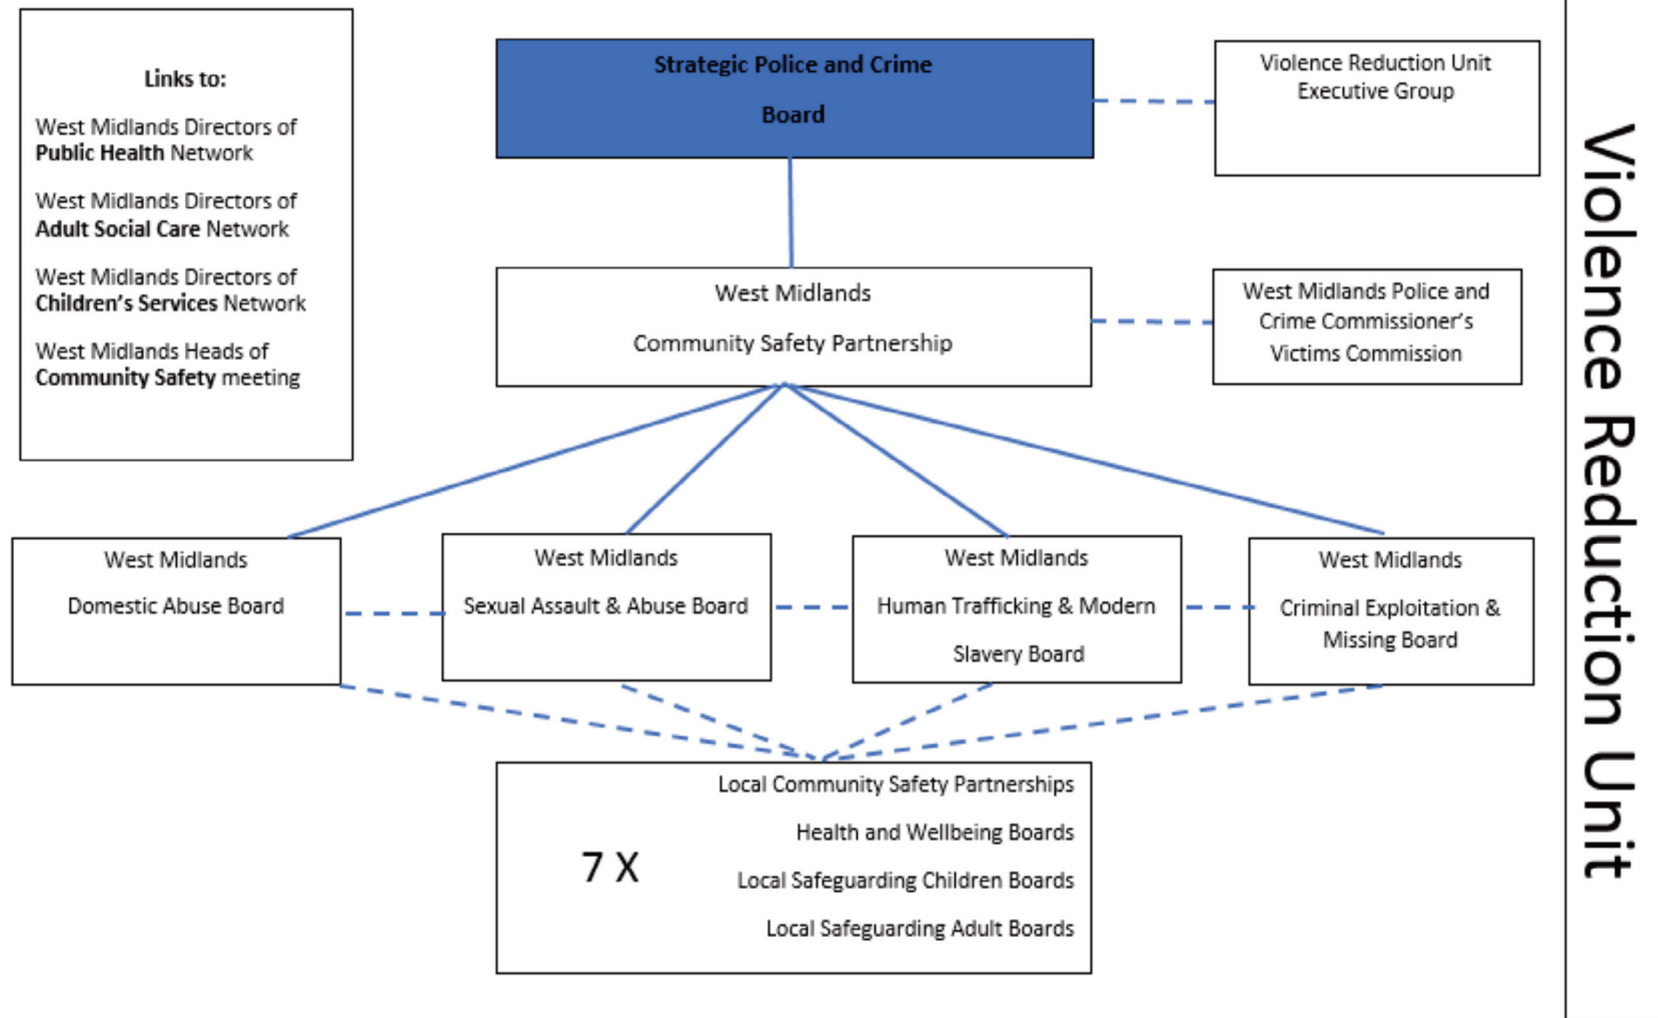 Links to:
West Midlands Directors of
Public Health Network
West Midlands Directors of
Adult Social Care Network
West Midlands Directors of
Children's Services Network
West Midlands Heads of
Community Safety meeting
Strategic Police and Crime
Board
Violence Reduction Unit
Executive Group
West Midlands
Community Safety Partnership
West Midlands Police and
Crime Commissioner's
Victims Commission
West Midlands
Domestic Abuse Board
West Midlands
Sexual Assault & Abuse Board
West Midlands
Human Trafficking & Modern
Slavery Board
West Midlands
Criminal Exploitation &
Missing Board
7 X
Local Community Safety Partnerships
Health and Wellbeing Boards
Local Safeguarding Children Boards
Local Safeguarding Adult Boards
Violence Reduction Unit